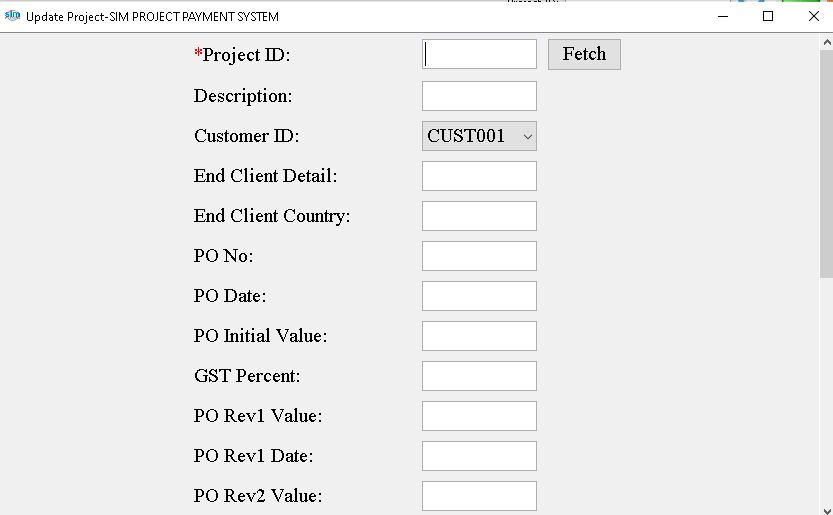 sim Update Project-SIM PROJECT PAYMENT SYSTEM
*Project ID: Fetch
Description:
Customer ID: CUST001
End Client Detail:
End Client Country:
PO No:
PO Date:
PO Initial Value:
GST Percent:
PO Rev1 Value:
PO Rev1 Date:
PO Rev2 Value: